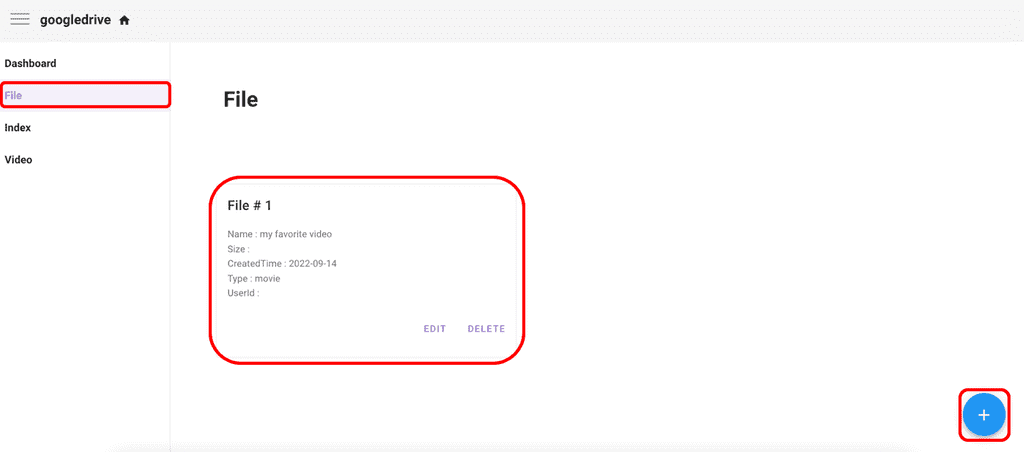 googledrive
Dashboard
File
Index
Video
File
File # 1
Name : my favorite video
Size :
CreatedTime : 2022-09-14
Type : movie
UserId :
EDIT DELETE
+